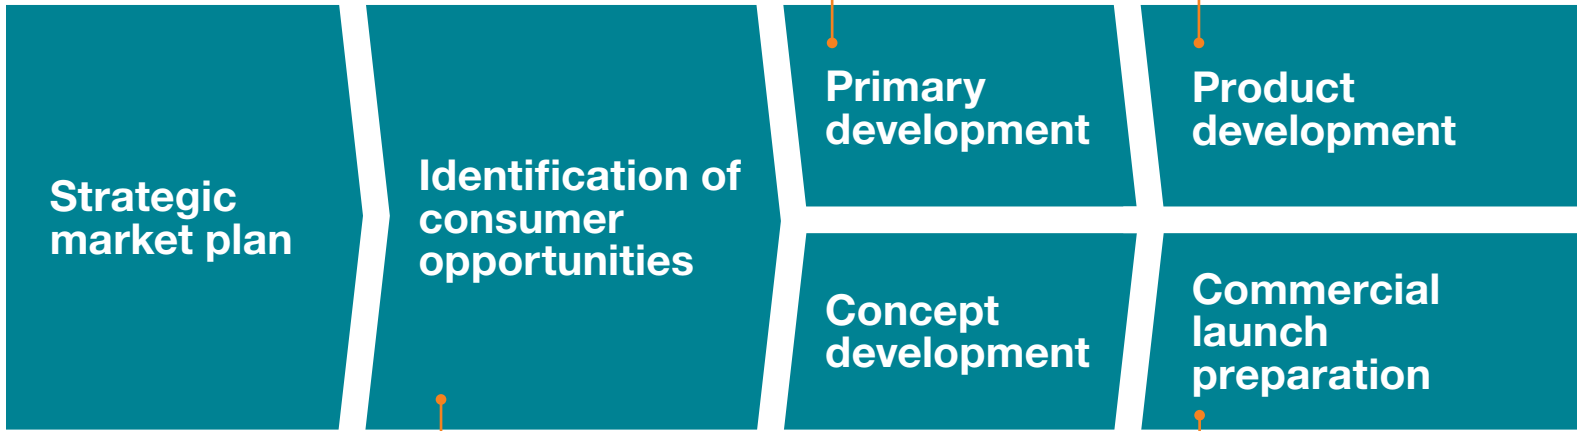 Strategic
market plan
Identification of
consumer
opportunities
Primary
development
Concept
development
Product
development
Commercial
launch
preparation